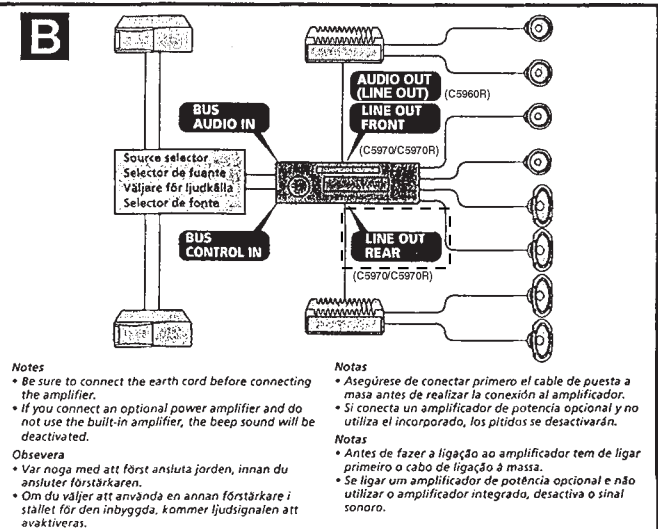 B
AUDIO OUT
(LINE OUT) (C5960R)
LINE OUT
FRONT
BUS
AUDIO IN
(C5970/C5970R)
Source selector
Selector de fuente
Väljare för ljudkälla
Selector de fonte
BUS
CONTROL IN
LINE OUT
REAR
(C5970/C5970R)
Notes
• Be sure to connect the earth cord before connecting
the amplifier.
• If you connect an optional power amplifier and do
not use the built-in amplifier, the beep sound will be
deactivated.
Obsevera
• Var noga med att först ansluta jorden, innan du
ansluter förstärkaren.
• Om du väljer att använda en annan förstärkare i
stället för den inbyggda, kommer ljudsignalen att
avaktiveras.
Notas
• Asegúrese de conectar primero el cable de puesta a
masa antes de realizar la conexión al amplificador.
• Si conecta un amplificador de potencia opcional y no
utiliza el incorporado, los pitidos se desactivarán.
Notas
• Antes de fazer a ligação ao amplificador tem de ligar
primeiro o cabo de ligação à massa.
• Se ligar um amplificador de potência opcional e não
utilizar o amplificador integrado, desactiva o sinal
sonoro.